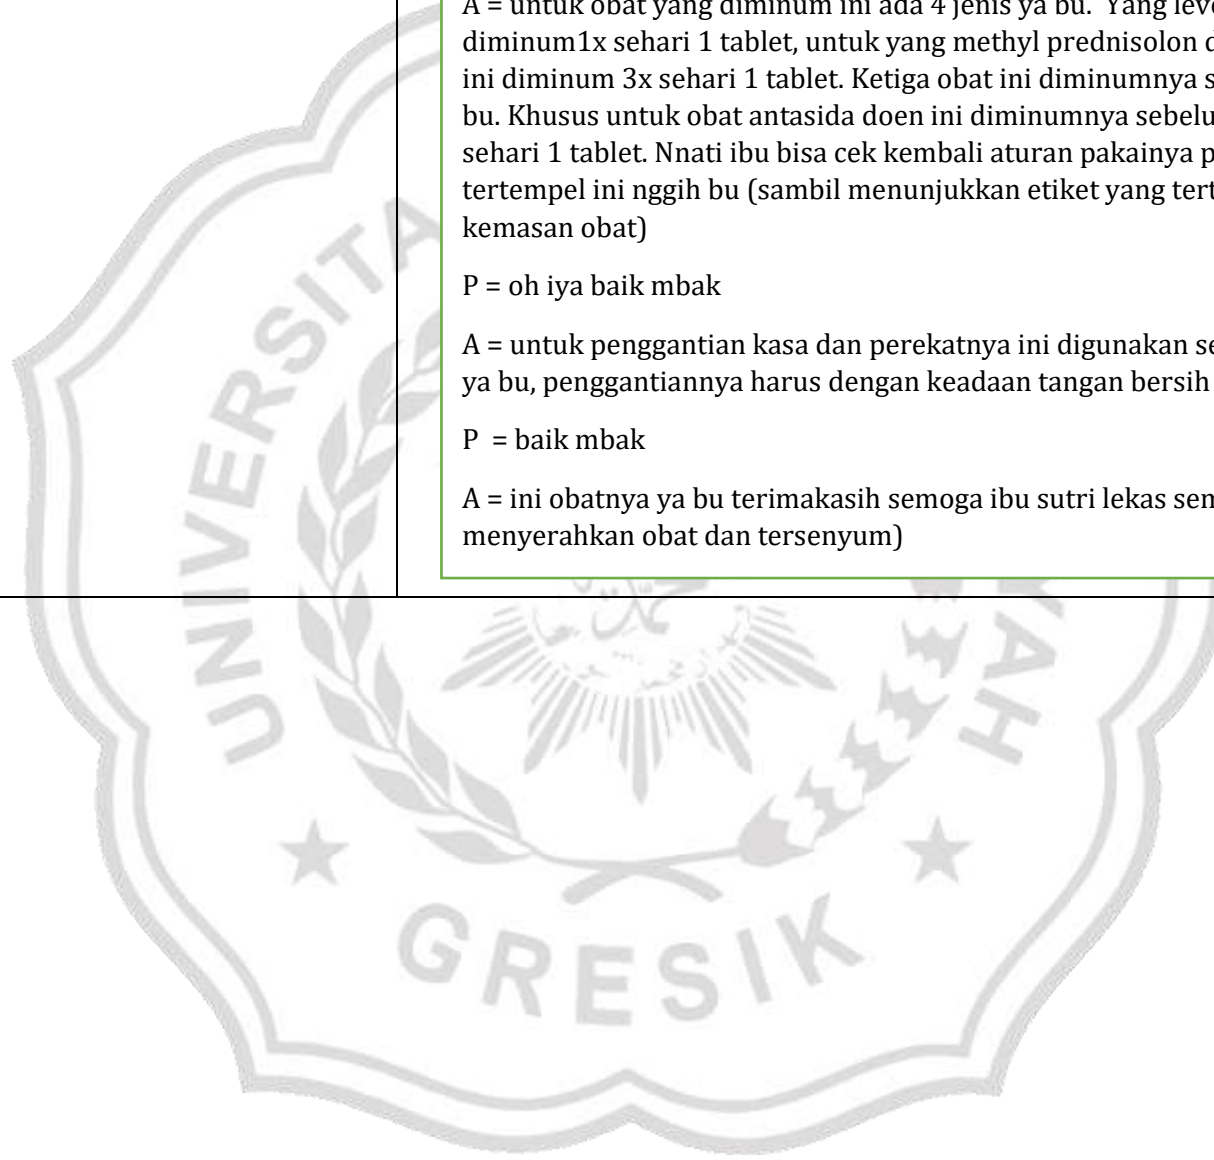 A = untuk obat yang diminum ini ada 4 jenis ya bu.  Yang
diminum1x sehari 1 tablet, untuk yang methyl prednisolon
ini diminum 3x sehari 1 tablet. Ketiga obat ini diminumnya
bu. Khusus untuk obat antasida doen ini diminumnya
sehari 1 tablet. Nnati ibu bisa cek kembali aturan pakainya
tertempel ini nggih bu (sambil menunjukkan etiket yang
kemasan obat)
P = oh iya baik mbak
A = untuk penggantian kasa dan perekatnya ini digunakan
ya bu, penggantiannya harus dengan keadaan tangan bersih
P  = baik mbak
A = ini obatnya ya bu terimakasih semoga ibu sutri lekas
menyerahkan obat dan tersenyum)
GRESIK